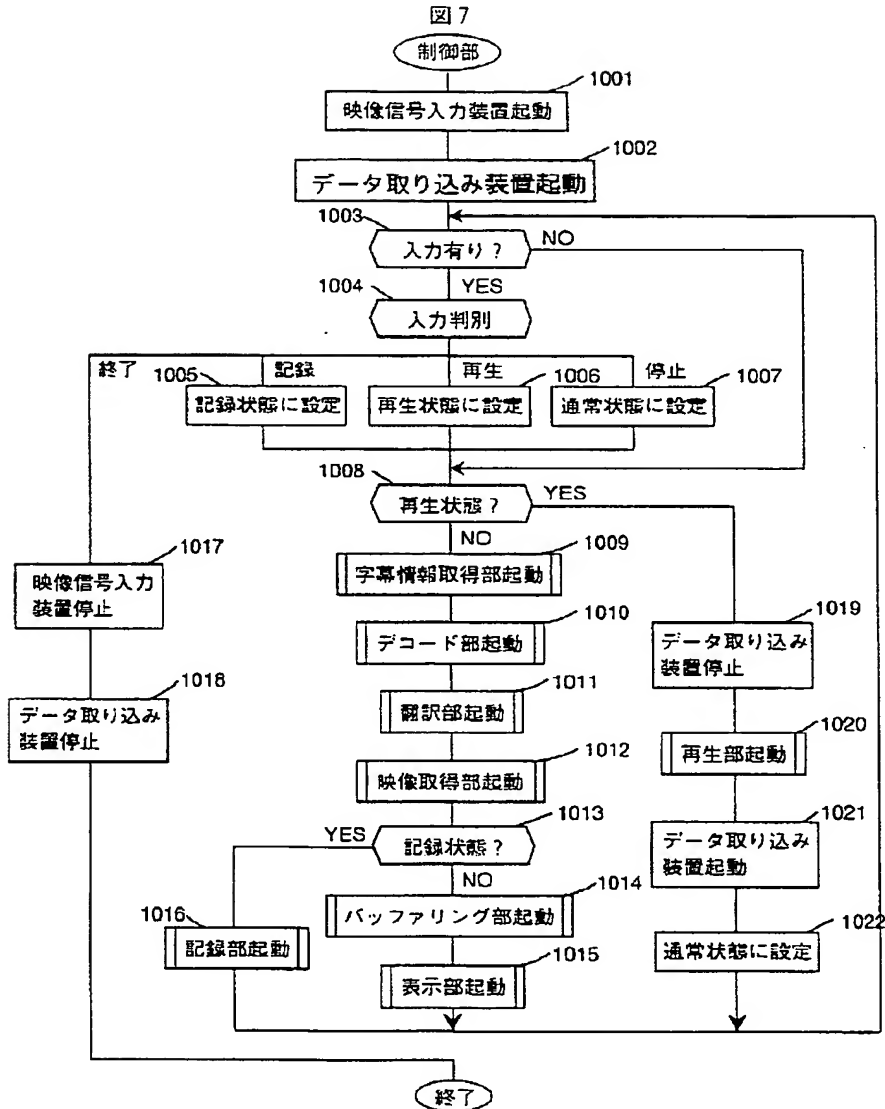 図7
制御部
1001
映像信号入力装置起動
1002
データ取り込み装置起動
1003
入力有り？
NO
YES
1004
入力判別
終了
記録
再生
停止
1005
記録状態に設定
1006
再生状態に設定
1007
通常状態に設定
1008
再生状態？
YES
NO
1009
字幕情報取得部起動
1010
デコード部起動
1011
翻訳部起動
1012
映像取得部起動
1013
記録状態？
YES
NO
1014
バッファリング部起動
1015
表示部起動
1016
記録部起動
1017
映像信号入力
装置停止
1018
データ取り込み
装置停止
1019
データ取り込み
装置停止
1020
再生部起動
1021
データ取り込み
装置起動
1022
通常状態に設定
終了